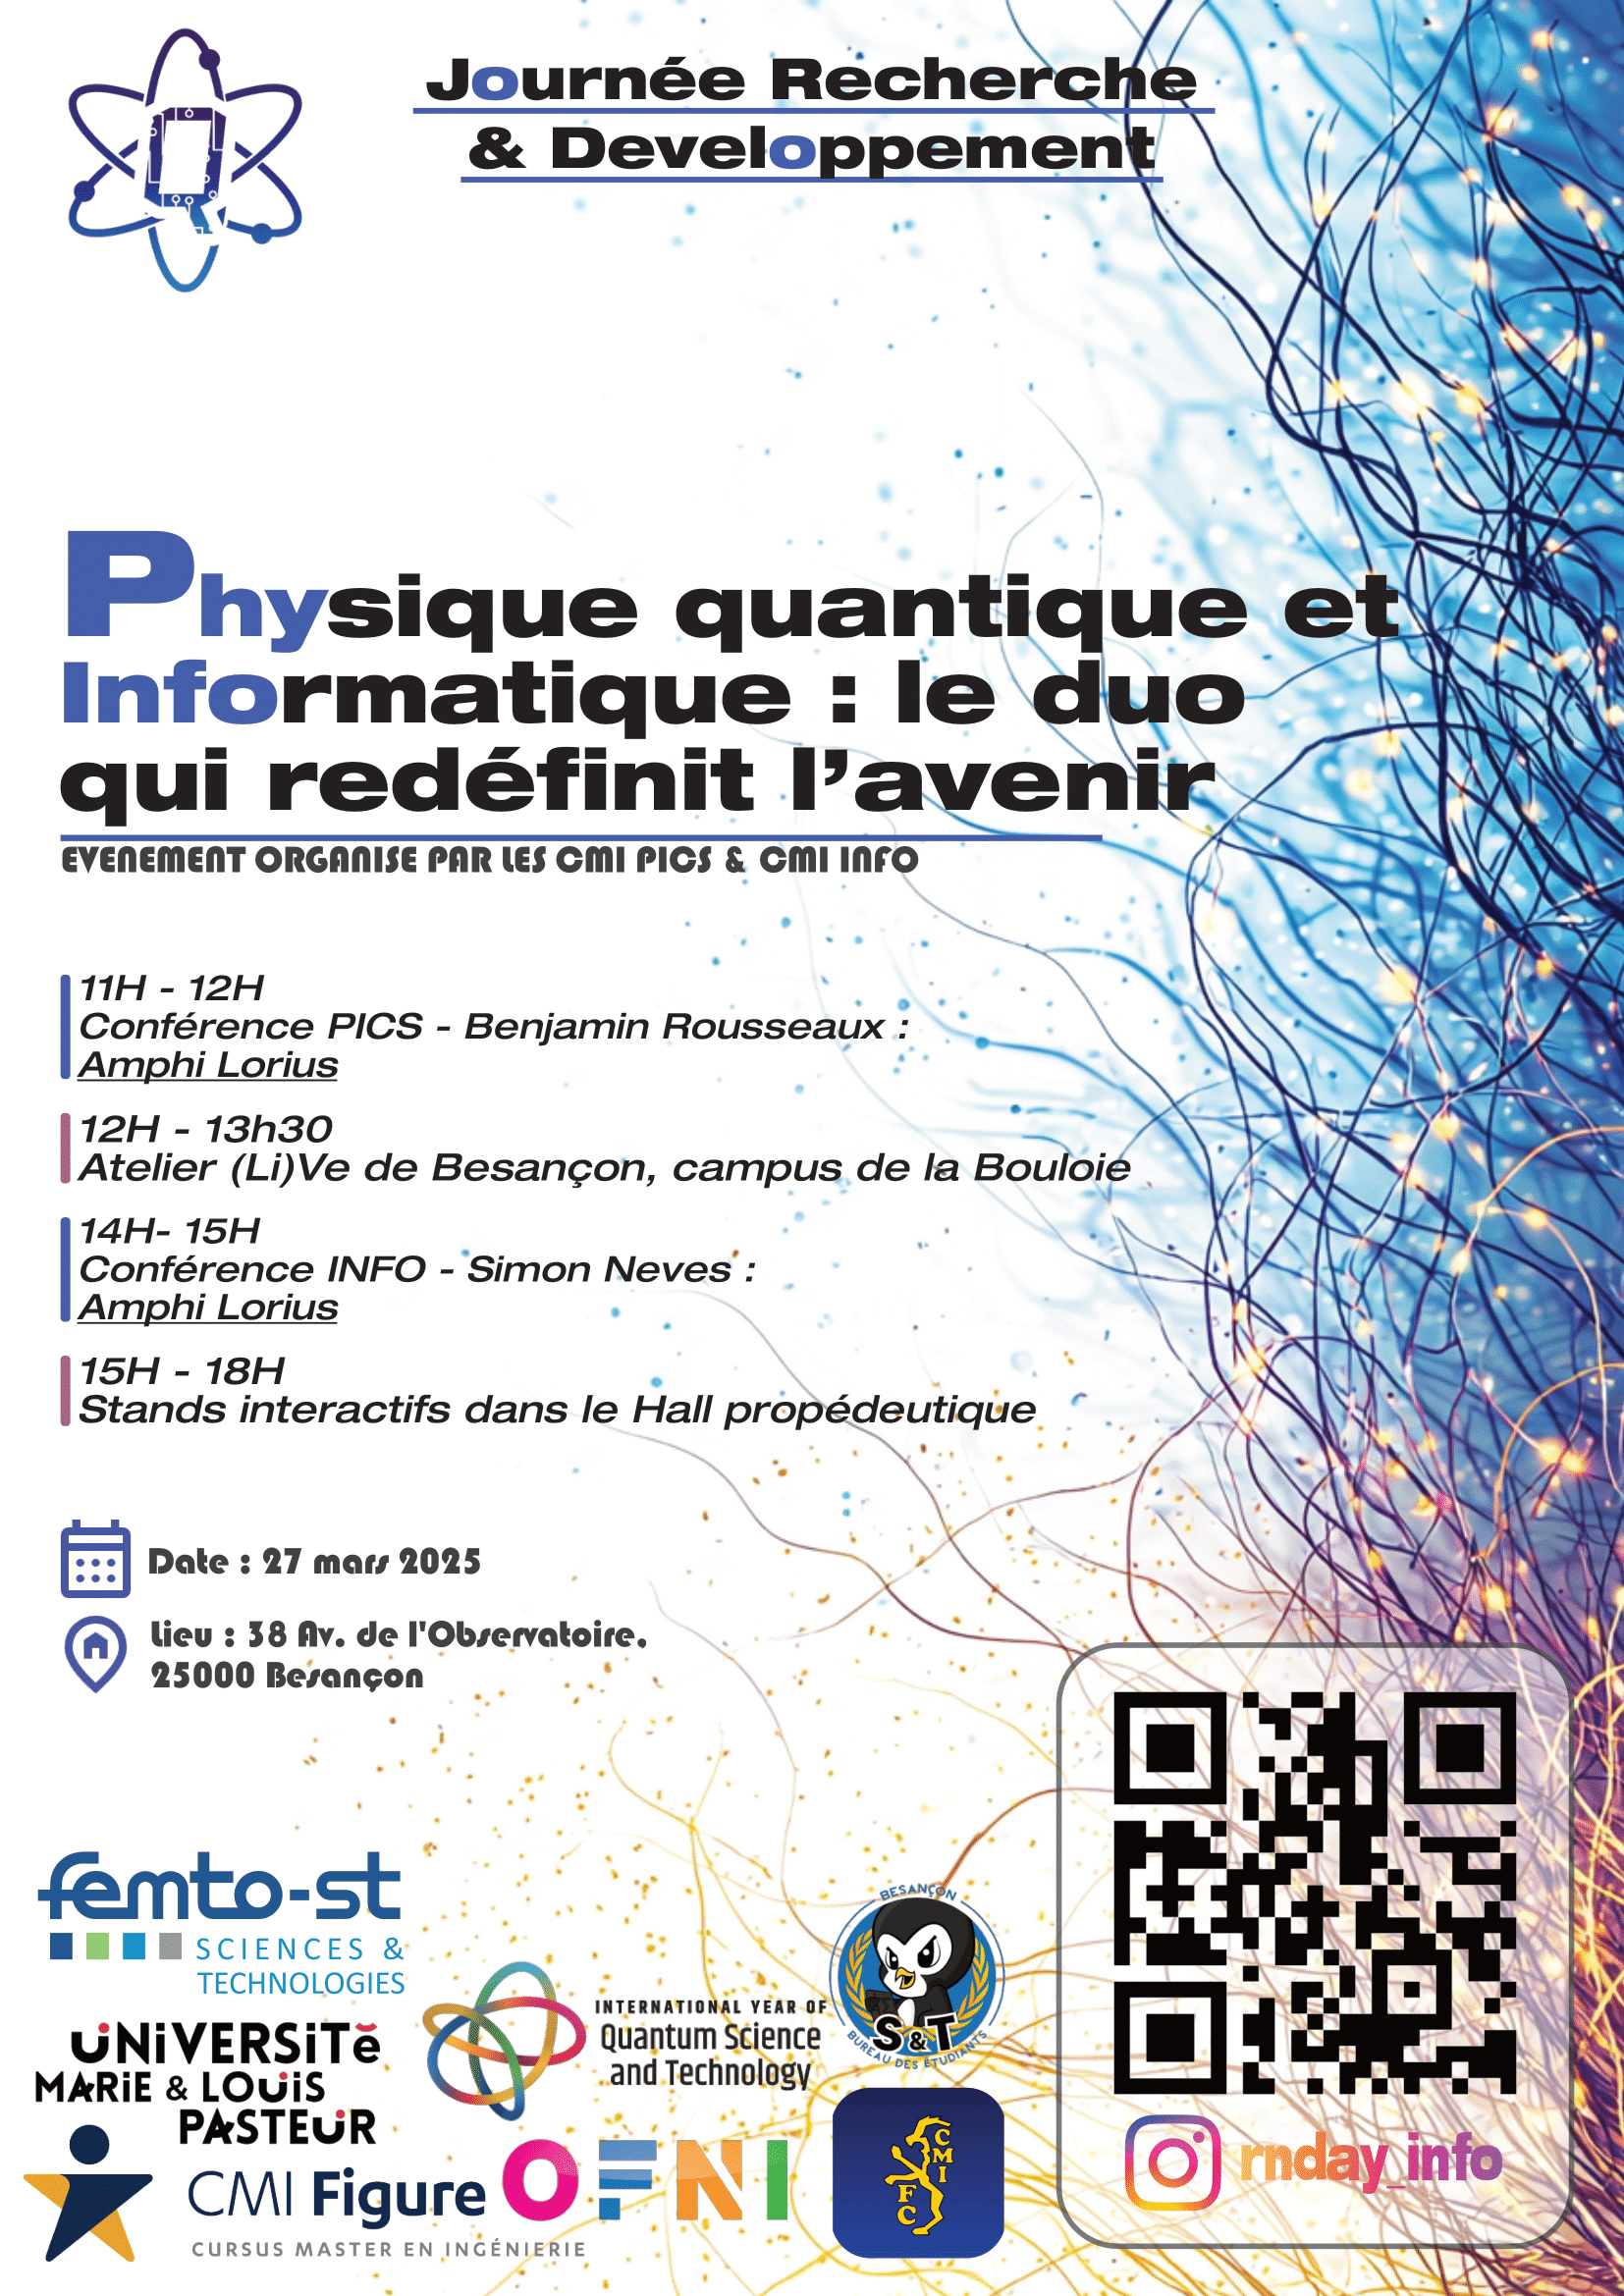 Journée Recherche
& Developpement
Physique quantique et
Informatique : le duo
qui redéfinit l'avenir
EVENEMENT ORGANISE PAR LES CMI PICS & CMI INFO
11H - 12H
Conférence PICS - Benjamin Rousseaux :
Amphi Lorius
12H - 13h30
Atelier (Li)Ve de Besançon, campus de la Bouloie
14H- 15H
Conférence INFO - Simon Neves :
Amphi Lorius
15H - 18H
Stands interactifs dans le Hall propédeutique
Date : 27 mars 2025
Lieu : 38 Av. de l'Observatoire,
25000 Besançon
femto-st
SCIENCES &
TECHNOLOGIES
UNiVERSiTé
MARiE & LOUiS
PASTEUR
INTERNATIONAL YEAR OF
Quantum Science
and Technology
BESANÇON
S&T
BUREAU DES ÉTUDIANTS
CMI Figure
CURSUS MASTER EN INGÉNIERIE
OFNI
CMI
FC
rnday_info